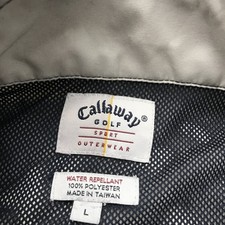 Callaway
GOLF
SPORT
OUTERWEAR
WATER REPELLANT
100% POLYESTER
MADE IN TAIWAN
L